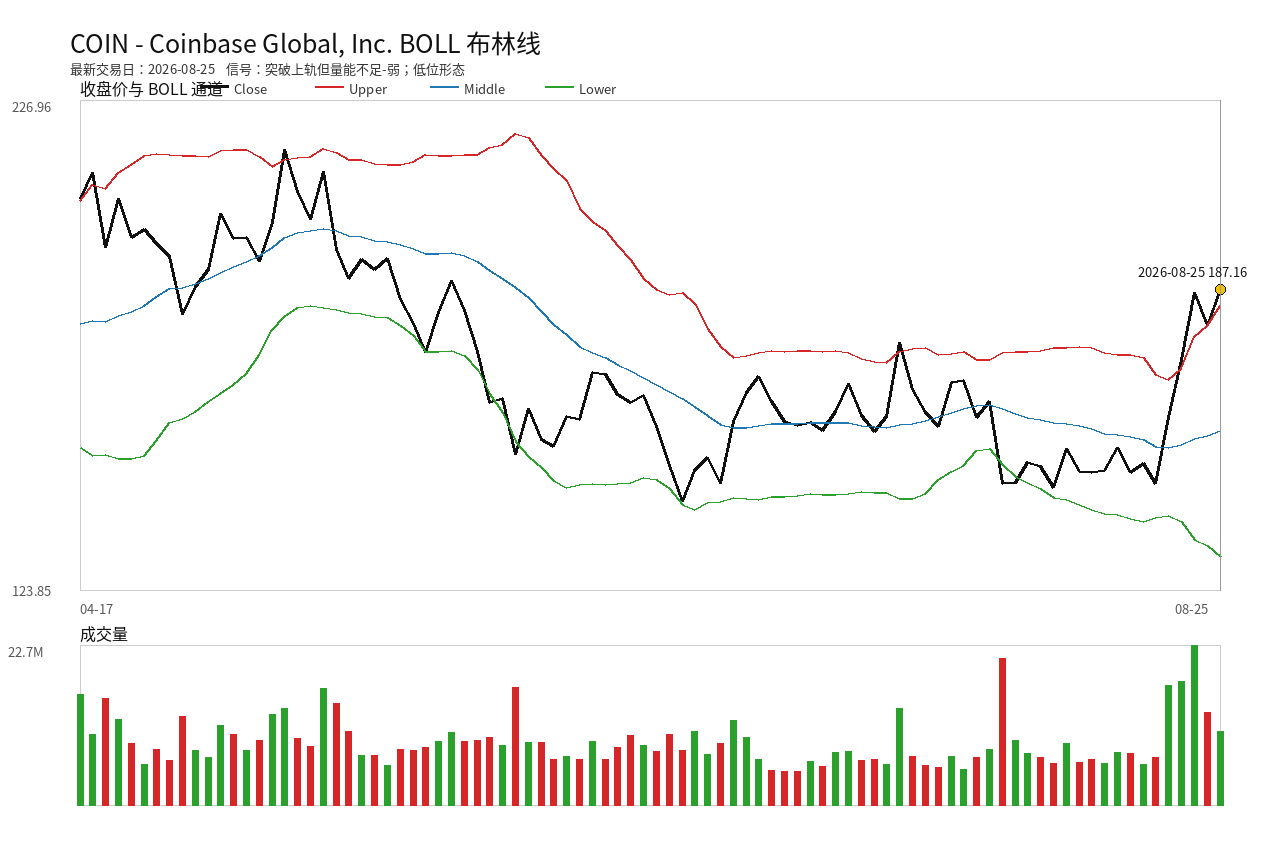 COIN - Coinbase Global, Inc. BOLL 布林线
最新交易日：2026-08-25 信号：突破上轨但量能不足-弱；低位形态
收盘价与 BOLL 通道 Close Upper Middle Lower
226.96
2026-08-25 187.16
123.85
04-17 08-25
成交量
22.7M